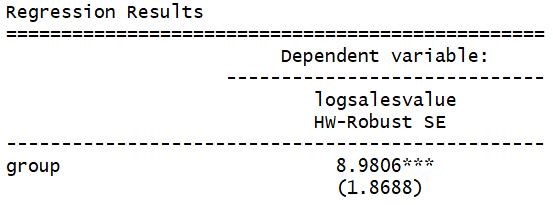 Regression Results
=================================================
Dependent variable:
-----------------------------
logsalesvalue
HW-Robust SE
-------------------------------------------------
group 8.9806***
(1.8688)